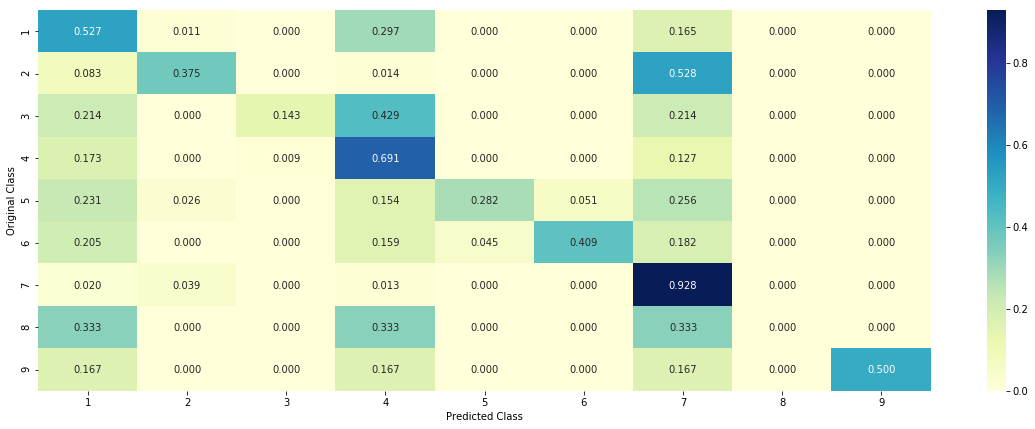 1 0.527 0.011 0.000 0.297 0.000 0.000 0.165 0.000 0.000
2 0.083 0.375 0.000 0.014 0.000 0.000 0.528 0.000 0.000
3 0.214 0.000 0.143 0.429 0.000 0.000 0.214 0.000 0.000
4 0.173 0.000 0.009 0.691 0.000 0.000 0.127 0.000 0.000
5 0.231 0.026 0.000 0.154 0.282 0.051 0.256 0.000 0.000
6 0.205 0.000 0.000 0.159 0.045 0.409 0.182 0.000 0.000
7 0.020 0.039 0.000 0.013 0.000 0.000 0.928 0.000 0.000
8 0.333 0.000 0.000 0.333 0.000 0.000 0.333 0.000 0.000
9 0.167 0.000 0.000 0.167 0.000 0.000 0.167 0.000 0.500
1 2 3 4 5 6 7 8 9
Predicted Class
Original Class
0.8
0.6
0.4
0.2
0.0